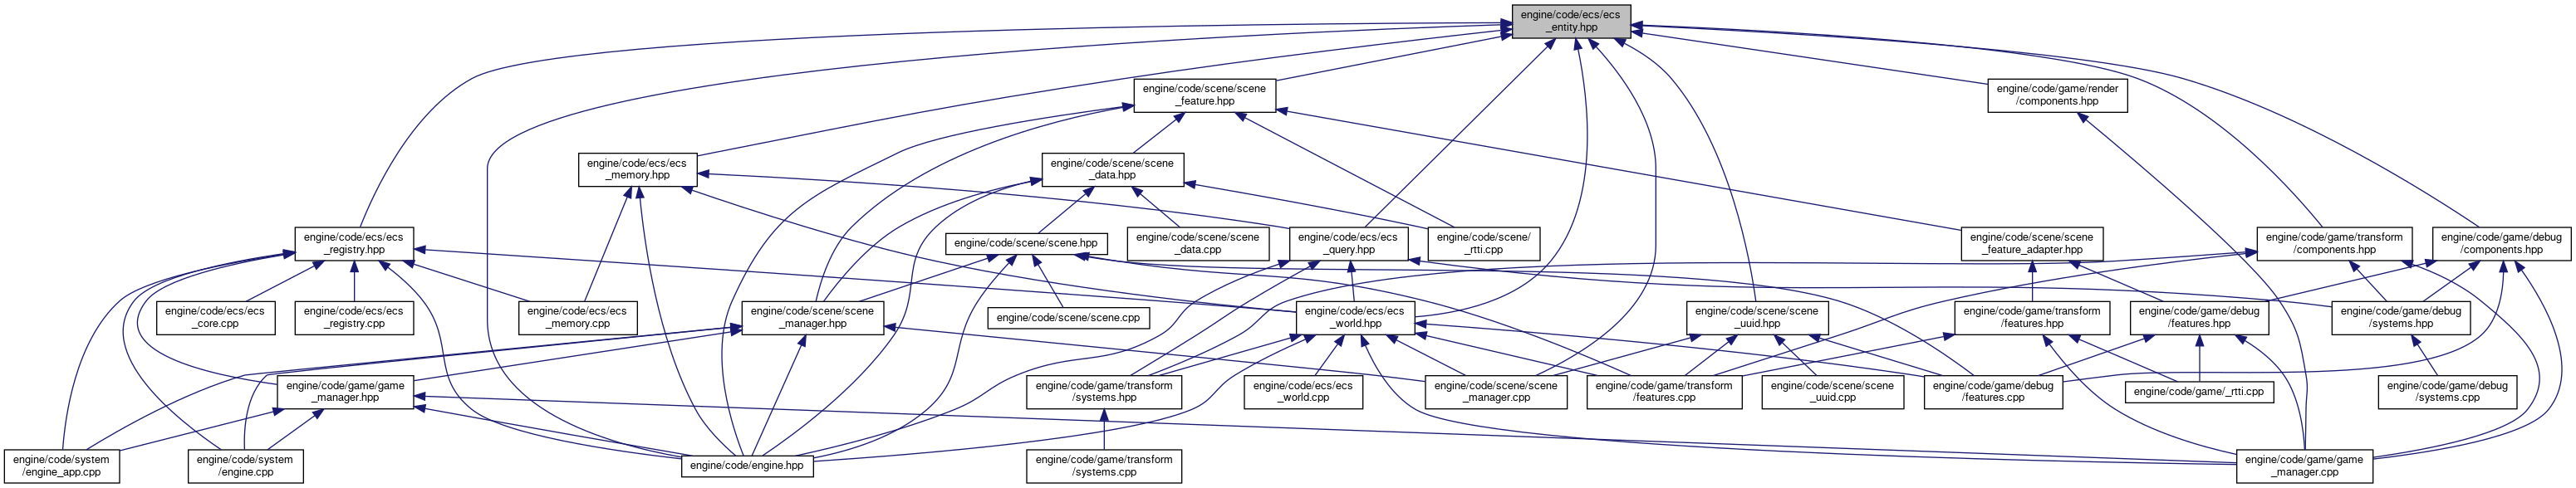 engine/code/ecs/ecs
_entity.hpp
engine/code/scene/scene
_feature.hpp
engine/code/game/render
/components.hpp
engine/code/ecs/ecs
_memory.hpp
engine/code/scene/scene
_data.hpp
engine/code/ecs/ecs
_registry.hpp
engine/code/scene/scene.hpp
engine/code/scene/scene
_data.cpp
engine/code/ecs/ecs
_query.hpp
engine/code/scene/
_rtti.cpp
engine/code/scene/scene
_feature_adapter.hpp
engine/code/game/transform
/components.hpp
engine/code/game/debug
/components.hpp
engine/code/ecs/ecs
_core.cpp
engine/code/ecs/ecs
_registry.cpp
engine/code/ecs/ecs
_memory.cpp
engine/code/scene/scene
_manager.hpp
engine/code/scene/scene.cpp
engine/code/ecs/ecs
_world.hpp
engine/code/scene/scene
_uuid.hpp
engine/code/game/transform
/features.hpp
engine/code/game/debug
/features.hpp
engine/code/game/debug
/systems.hpp
engine/code/game/game
_manager.hpp
engine/code/game/transform
/systems.hpp
engine/code/ecs/ecs
_world.cpp
engine/code/scene/scene
_manager.cpp
engine/code/game/transform
/features.cpp
engine/code/scene/scene
_uuid.cpp
engine/code/game/debug
/features.cpp
engine/code/game/_rtti.cpp
engine/code/game/debug
/systems.cpp
engine/code/system
/engine_app.cpp
engine/code/system
/engine.cpp
engine/code/engine.hpp
engine/code/game/transform
/systems.cpp
engine/code/game/game
_manager.cpp